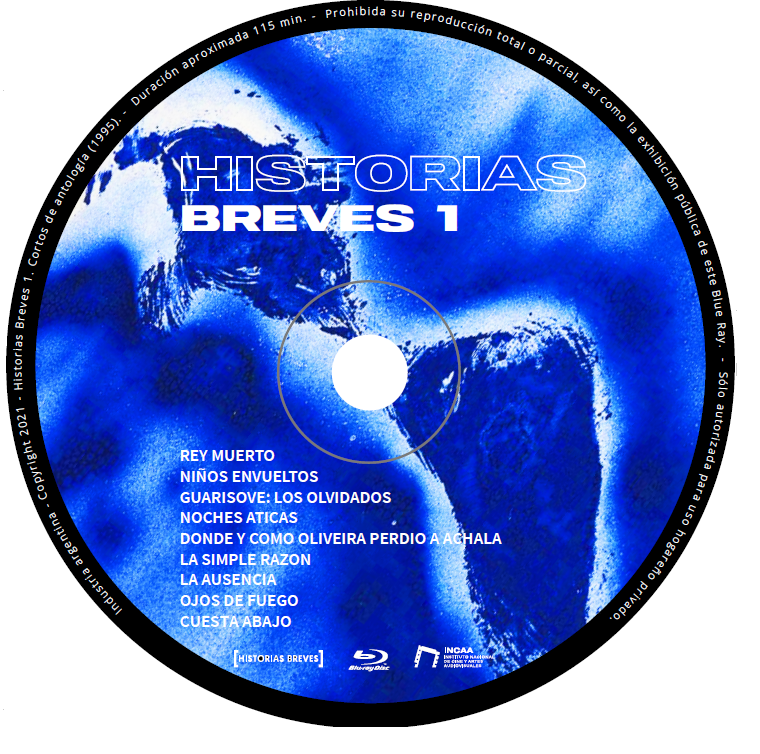 Industria argentina - Copyright 2021 - Historias Breves 1. Cortos de antología (1995). - Duración aproximada 115 min. - Prohibida su reproducción total o parcial, así como la exhibición pública de este Blue Ray. - Sólo autorizada para uso hogareño privado.
HISTORIAS
BREVES 1
REY MUERTO
NIÑOS ENVUELTOS
GUARISOVE: LOS OLVIDADOS
NOCHES ATICAS
DONDE Y COMO OLIVEIRA PERDIO A ACHALA
LA SIMPLE RAZON
LA AUSENCIA
OJOS DE FUEGO
CUESTA ABAJO
[HISTORIAS BREVES]
Blu-ray Disc
INCAA
INSTITUTO NACIONAL
DE CINE Y ARTES
AUDIOVISUALES